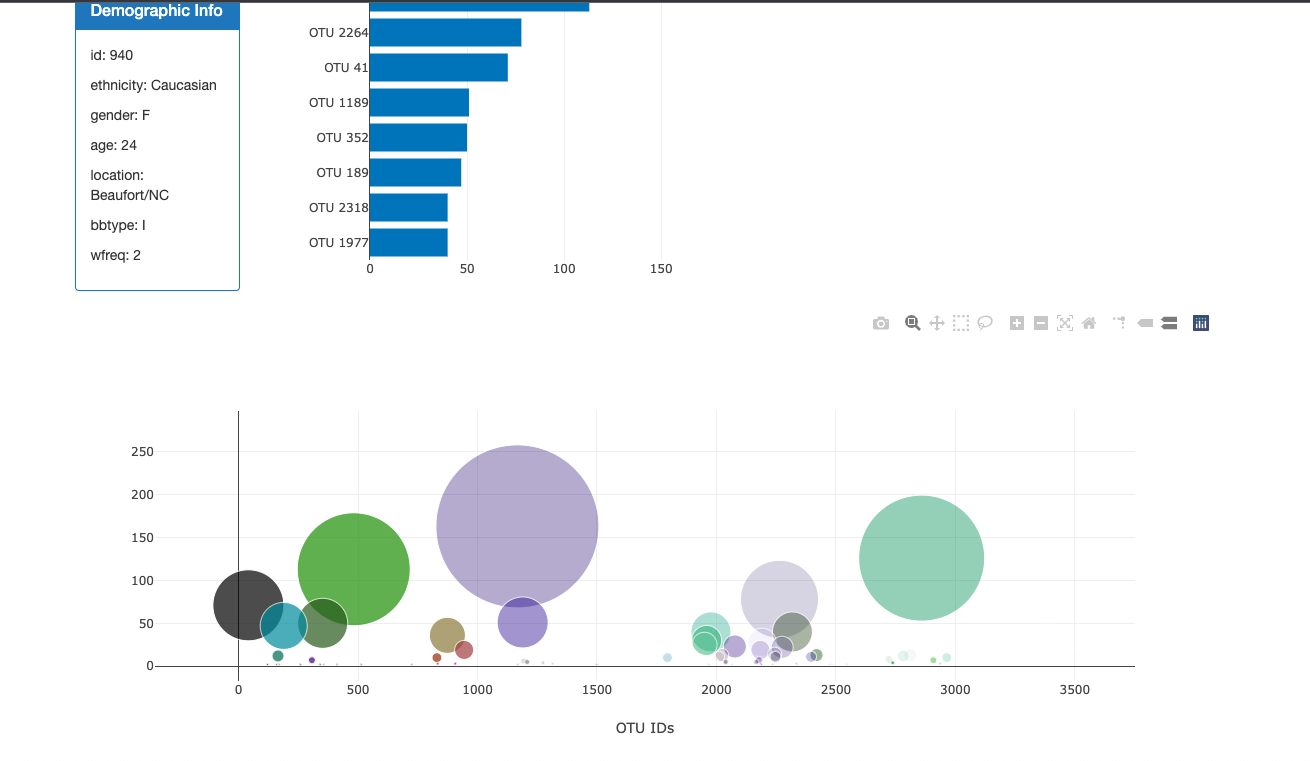 Demographic Info
id: 940
ethnicity: Caucasian
gender: F
age: 24
location:
Beaufort/NC
bbtype: I
wfreq: 2
OTU 2264
OTU 41
OTU 1189
OTU 352
OTU 189
OTU 2318
OTU 1977
0 50 100 150
250
200
150
100
50
0
0 500 1000 1500 2000 2500 3000 3500
OTU IDs